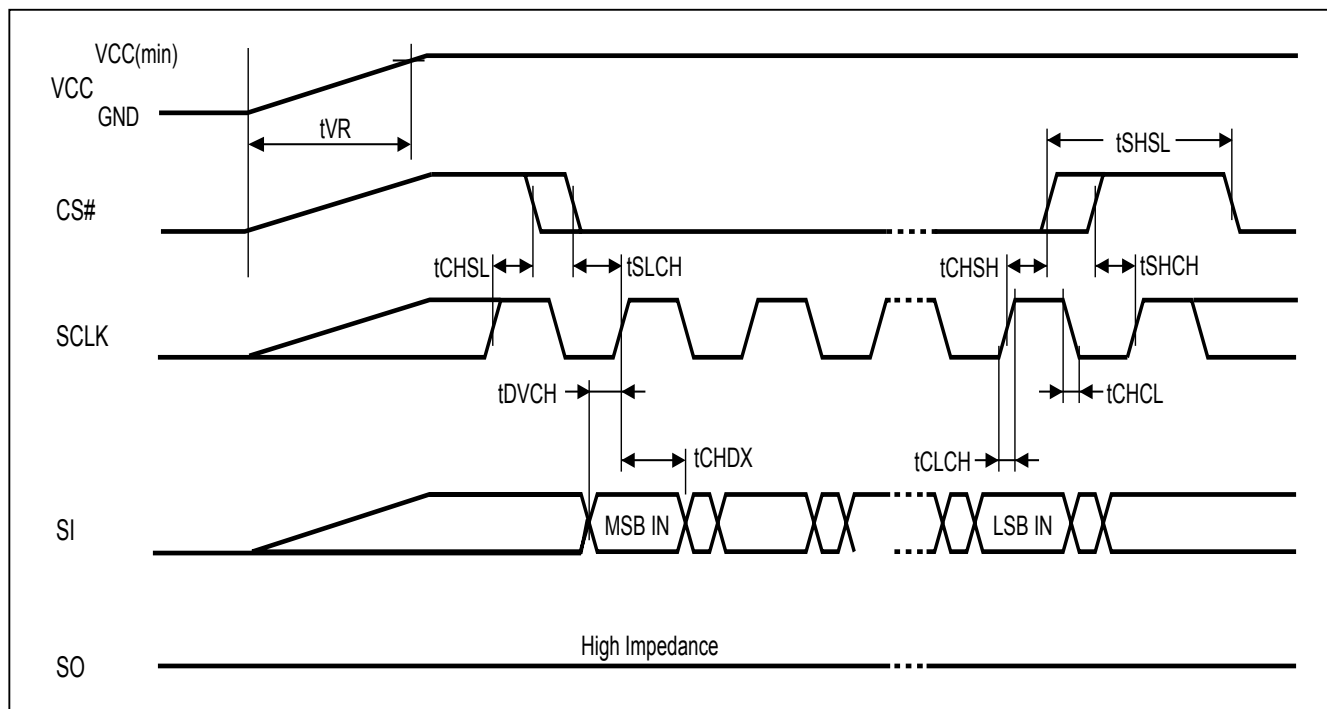 VCC(min)
VCC
GND
tVR
tSHSL
CS#
tCHSL
tSLCH
tCHSH
tSHCH
SCLK
tDVCH
tCHCL
tCHDX
tCLCH
SI
MSB IN
LSB IN
High Impedance
SO